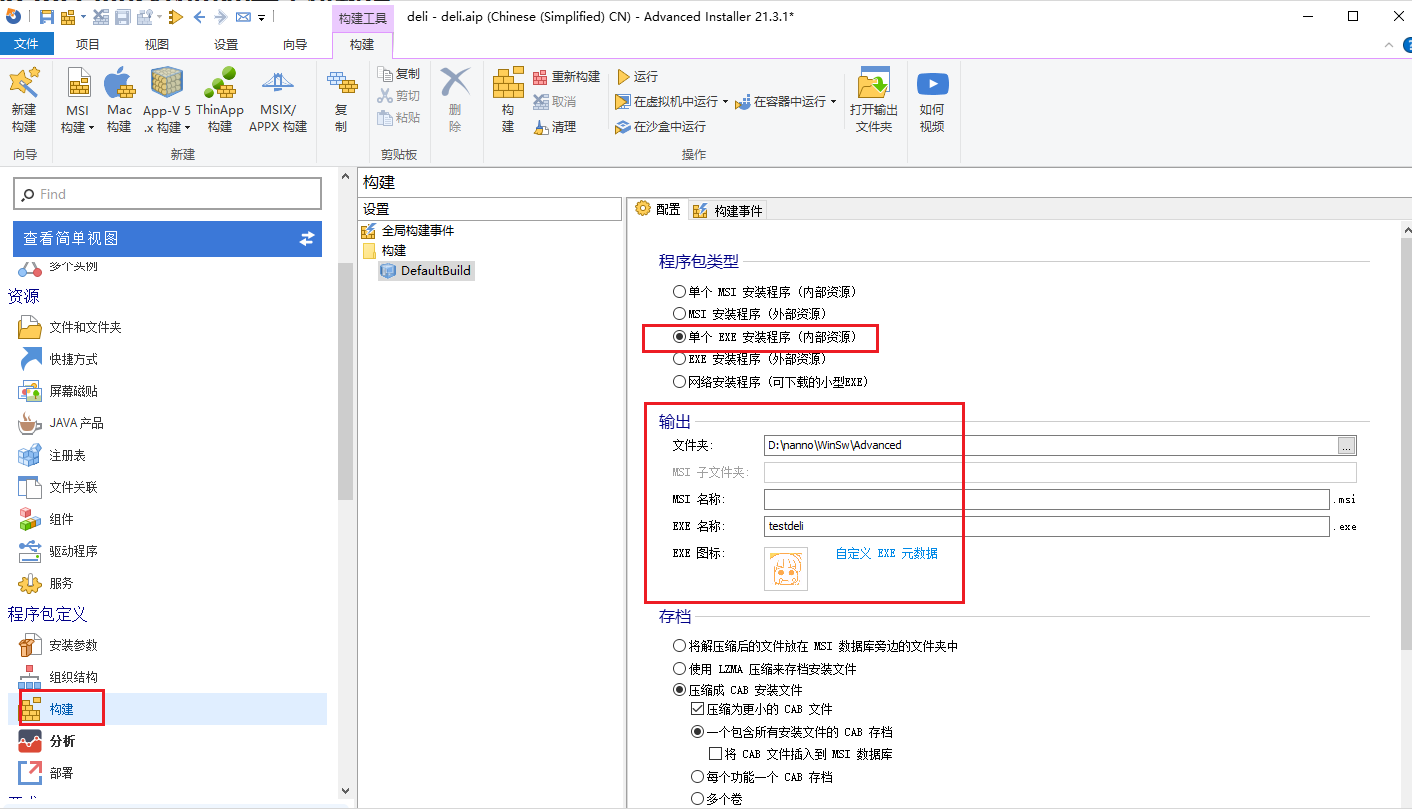 deli - deli.aip (Chinese (Simplified) CN) - Advanced Installer 21.3.1*
构建工具
文件
项目
视图
设置
向导
构建
新建
构建
向导
MSI
构建
Mac
构建
App-V 5
.x 构建
ThinApp
构建
MSIX/
APPX 构建
新建
复
制
复制
剪切
粘贴
剪贴板
删
除
构
建
重新构建
取消
清理
运行
在虚拟机中运行
在容器中运行
在沙盒中运行
打开输出
文件夹
操作
如何
视频
Find
查看简单视图
多个实例
资源
文件和文件夹
快捷方式
屏幕磁贴
JAVA 产品
注册表
文件关联
组件
驱动程序
服务
程序包定义
安装参数
组织结构
构建
分析
部署
构建
设置
全局构建事件
构建
DefaultBuild
配置
构建事件
程序包类型
单个 MSI 安装程序（内部资源）
MSI 安装程序（外部资源）
单个 EXE 安装程序（内部资源）
EXE 安装程序（外部资源）
网络安装程序（可下载的小型EXE）
输出
文件夹: D:\nanno\WinSw\Advanced ...
MSI 子文件夹:
MSI 名称: .msi
EXE 名称: testdeli .exe
EXE 图标: 自定义 EXE 元数据
存档
将解压缩后的文件放在 MSI 数据库旁边的文件夹中
使用 LZMA 压缩来存档安装文件
压缩成 CAB 安装文件
压缩为更小的 CAB 文件
一个包含所有安装文件的 CAB 存档
将 CAB 文件插入到 MSI 数据库
每个功能一个 CAB 存档
多个卷